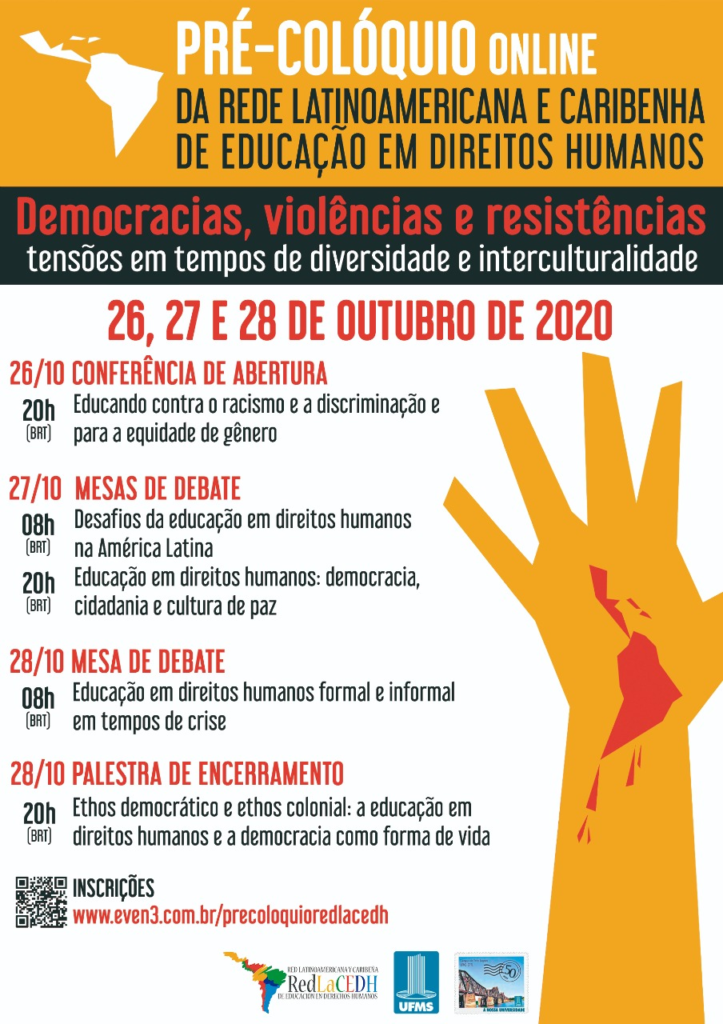 PRÉ-COLÓQUIO ONLINE
DA REDE LATINOAMERICANA E CARIBENHA
DE EDUCAÇÃO EM DIREITOS HUMANOS
Democracias, violências e resistências
tensões em tempos de diversidade e interculturalidade
26, 27 E 28 DE OUTUBRO DE 2020
26/10 CONFERÊNCIA DE ABERTURA
20h (BRT)
Educando contra o racismo e a discriminação e
para a equidade de gênero
27/10 MESAS DE DEBATE
08h (BRT)
Desafios da educação em direitos humanos
na América Latina
20h (BRT)
Educação em direitos humanos: democracia,
cidadania e cultura de paz
28/10 MESA DE DEBATE
08h (BRT)
Educação em direitos humanos formal e informal
em tempos de crise
28/10 PALESTRA DE ENCERRAMENTO
20h (BRT)
Ethos democrático e ethos colonial: a educação em
direitos humanos e a democracia como forma de vida
INSCRIÇÕES
www.even3.com.br/precoloquioredlacedh
RED LATINOAMERICANA Y CARIBEÑA
RedLaCEDH
DE EDUCACIÓN EN DERECHOS HUMANOS
UFMS
50
A NOSSA UNIVERSIDADE